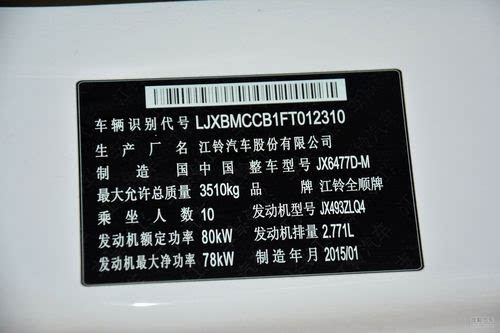 车辆识别代号 LJXBMCCB1FT012310
生产厂名 江铃汽车股份有限公司
制造国 中国 整车型号 JX6477D-M
最大允许总质量 3510kg 品牌 江铃全顺牌
乘坐人数 10 发动机型号 JX493ZLQ4
发动机额定功率 80kW 发动机排量 2.771L
发动机最大净功率 78kW 制造年月 2015/01